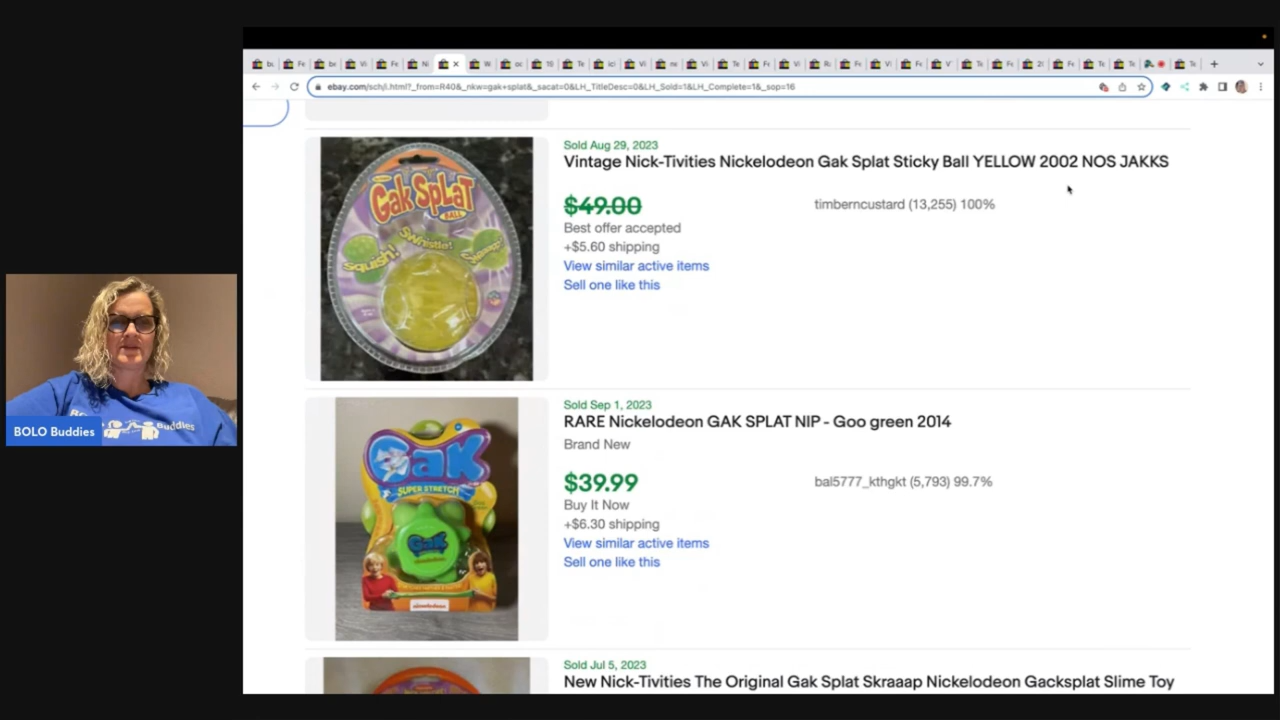 ebay.com/sch/i.html?_from=R40&_nkw=gak+splat&_sacat=0&LH_TitleDesc=0&LH_Sold=1&LH_Complete=1&_sop=16
Sold Aug 29, 2023
Vintage Nick-Tivities Nickelodeon Gak Splat Sticky Ball YELLOW 2002 NOS JAKKS
$49.00
timberncustard (13,255) 100%
Best offer accepted
+$5.60 shipping
View similar active items
Sell one like this
Gak Splat
BALL
Squish!
Whistle!
Sold Sep 1, 2023
RARE Nickelodeon GAK SPLAT NIP - Goo green 2014
Brand New
$39.99
bal5777_kthgkt (5,793) 99.7%
Buy It Now
+$6.30 shipping
View similar active items
Sell one like this
Gak
SUPER STRETCH
Gak
nickelodeon
Sold Jul 5, 2023
New Nick-Tivities The Original Gak Splat Skraaap Nickelodeon Gacksplat Slime Toy
BOLO Buddies
Buddies